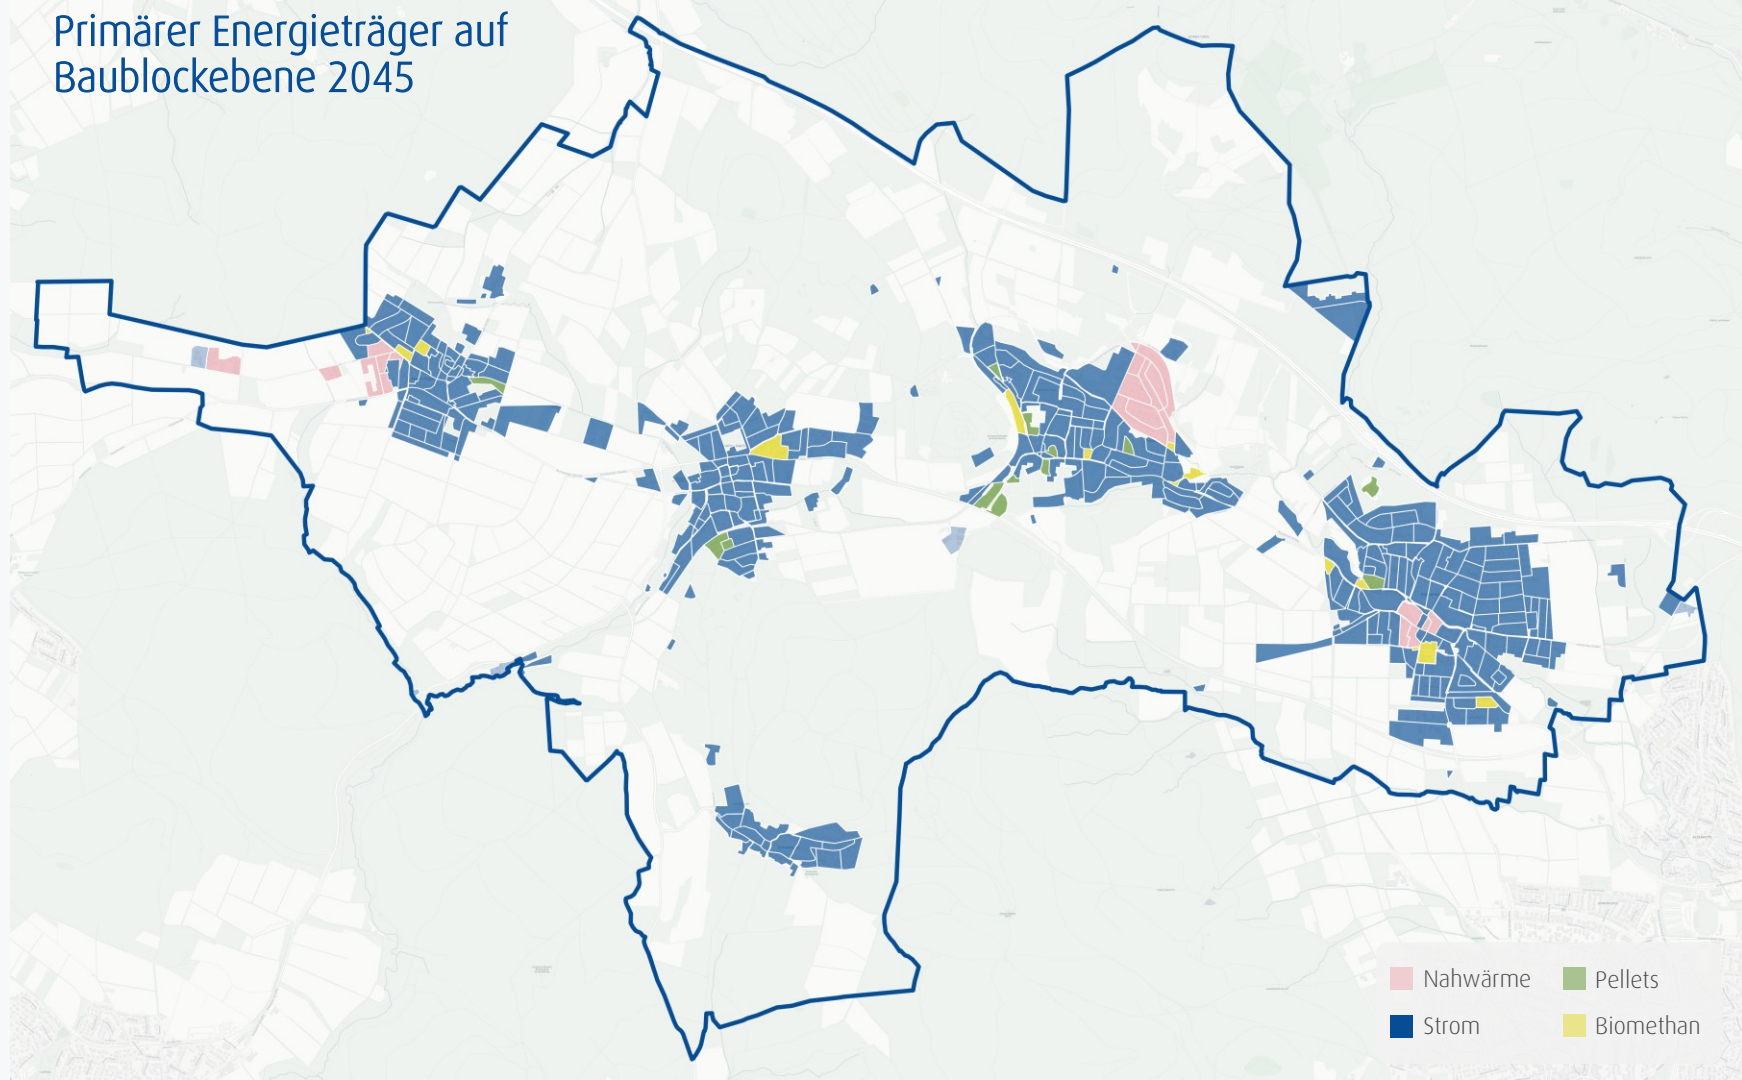 Primärer Energieträger auf
Baublockebene 2045
Nahwärme
Pellets
Strom
Biomethan